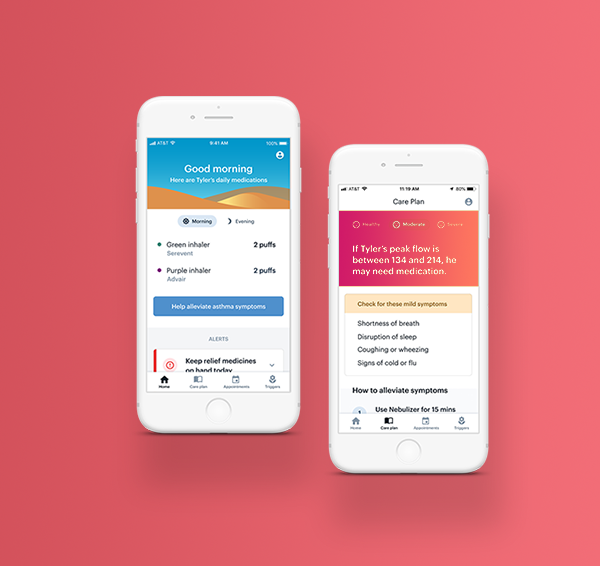 AT&T
9:41 AM
100%
Good morning
Here are Tyler's daily medications
Morning
Evening
Green inhaler
2 puffs
Serevent
Purple inhaler
2 puffs
Advair
Help alleviate asthma symptoms
ALERTS
Keep relief medicines
on hand today
Home
Care plan
Appointments
Triggers
AT&T
11:19 AM
80%
Care Plan
Healthy
Moderate
Severe
If Tyler's peak flow is
between 134 and 214, he
may need medication.
Check for these mild symptoms
Shortness of breath
Disruption of sleep
Coughing or wheezing
Signs of cold or flu
How to alleviate symptoms
1
Use Nebulizer for 15 mins
Home
Care plan
Appointments
Triggers